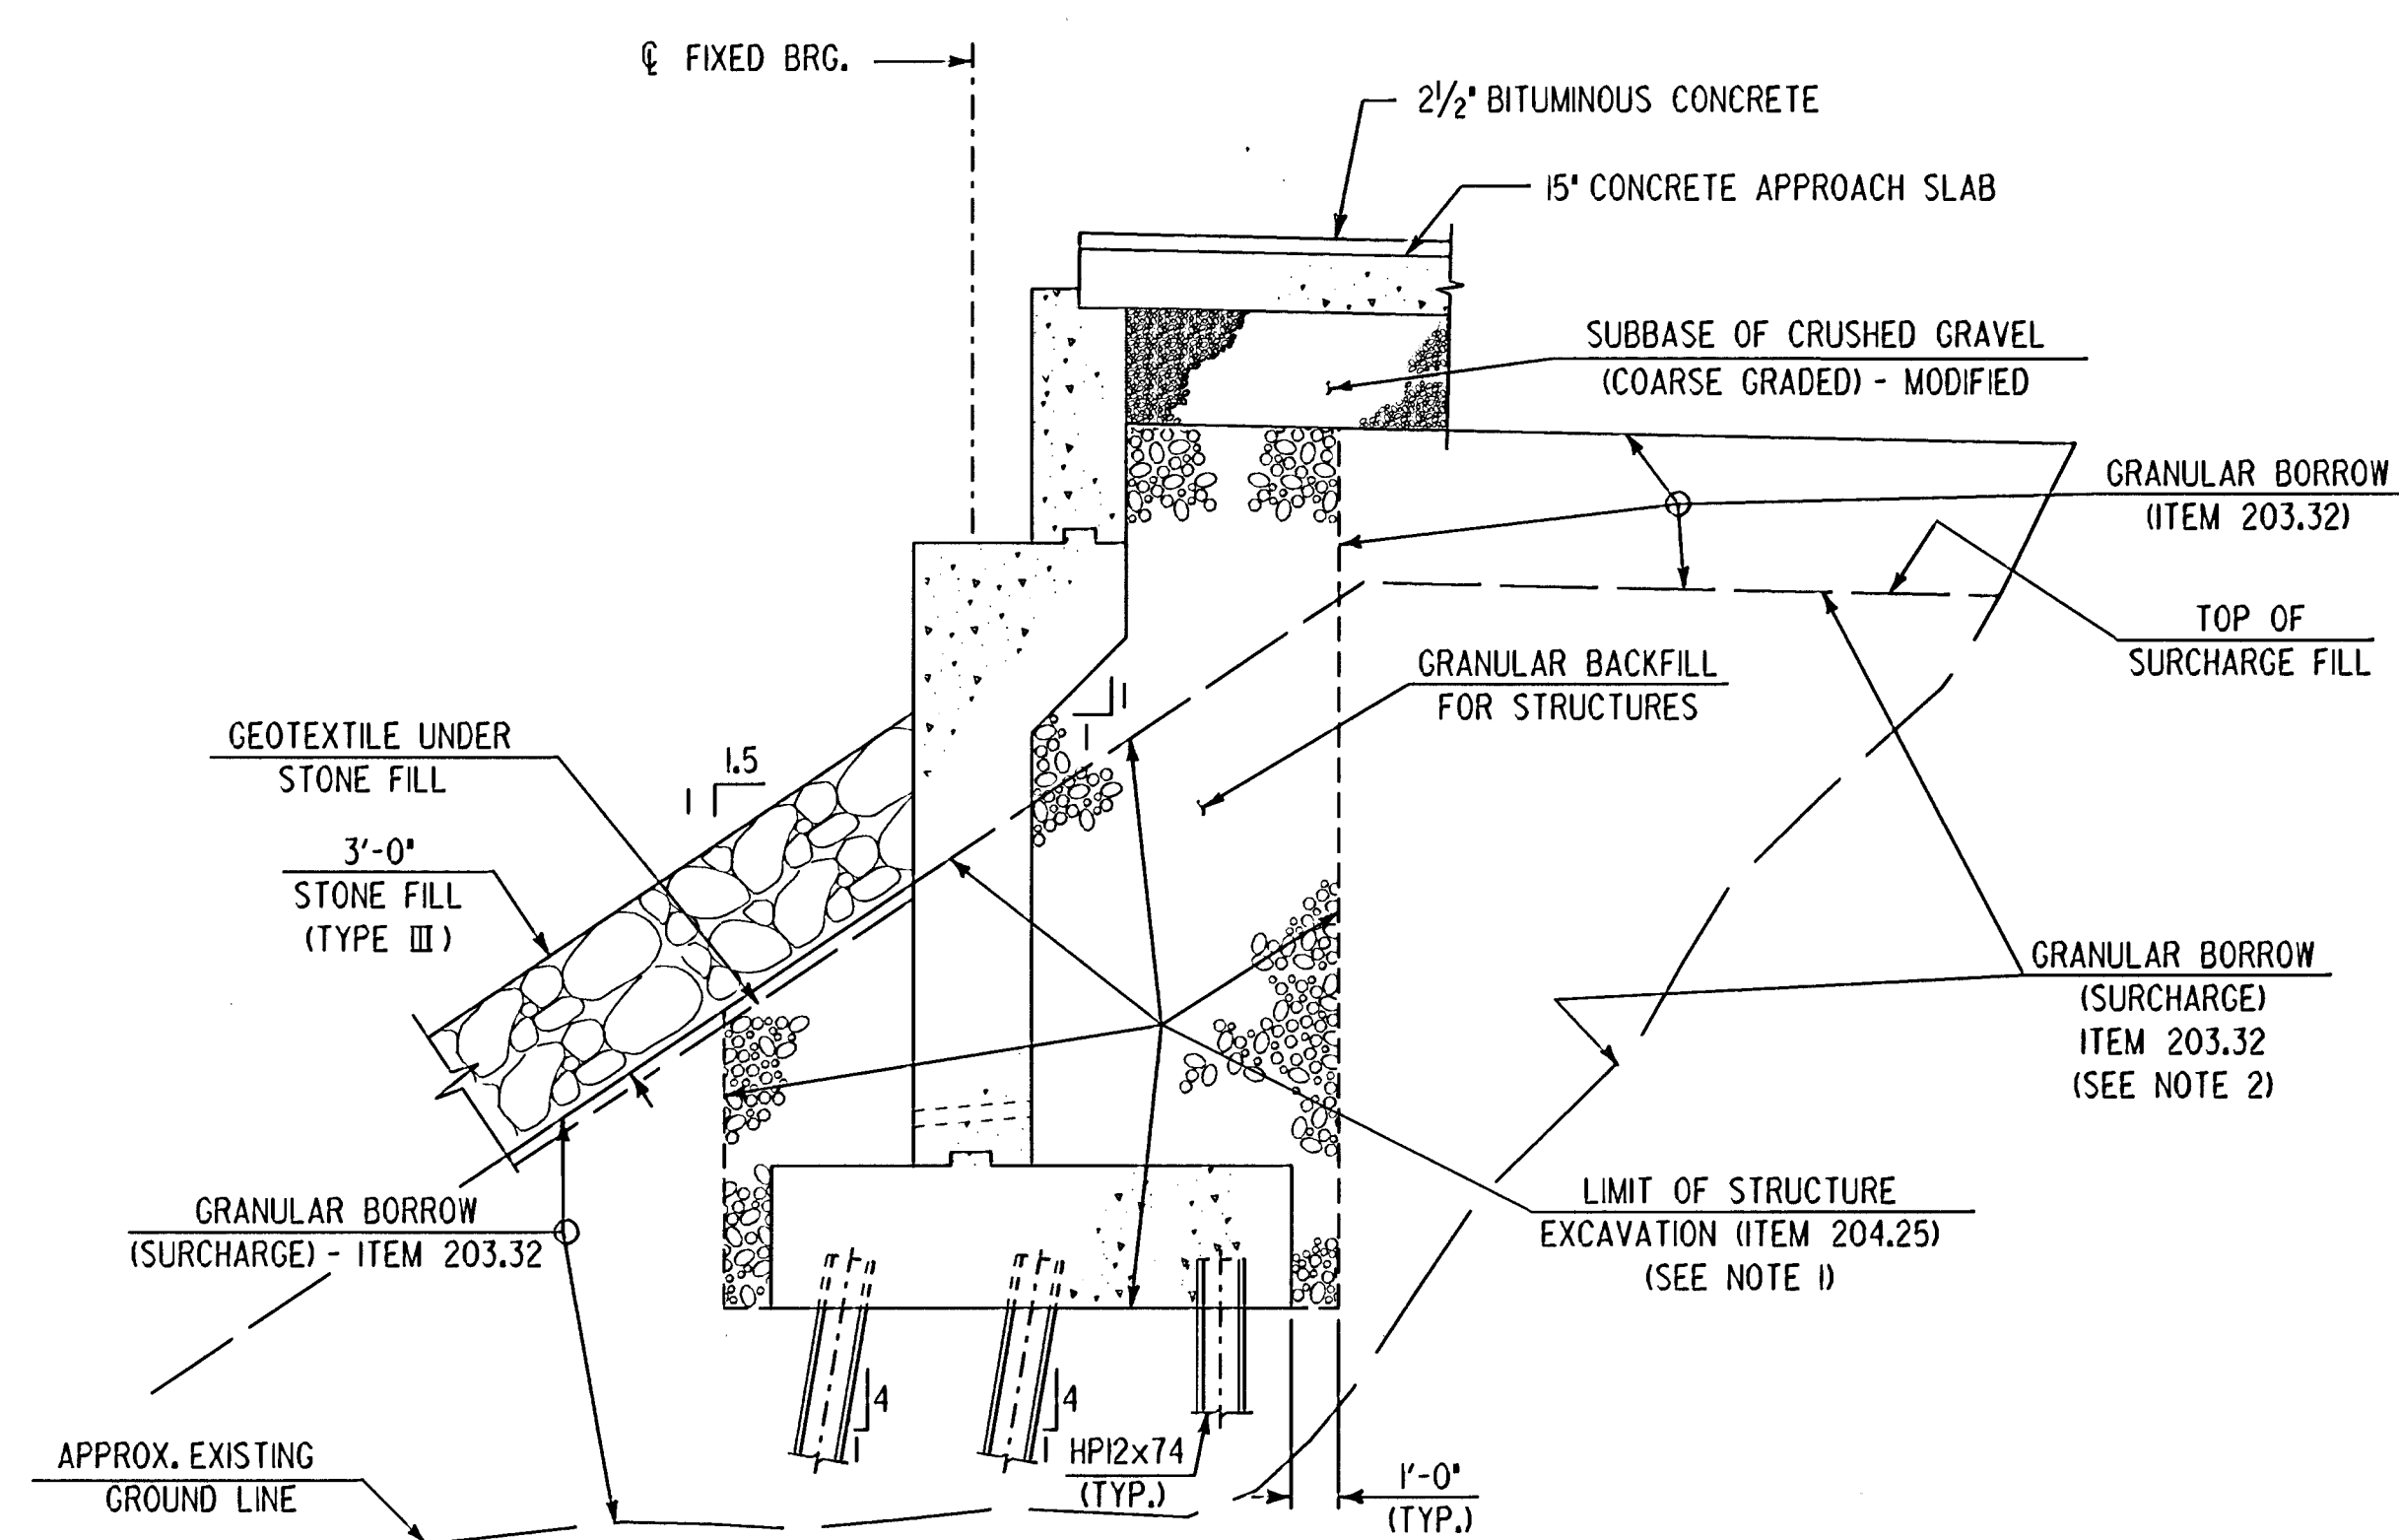 ℄ FIXED BRG.
2 1/2" BITUMINOUS CONCRETE
15" CONCRETE APPROACH SLAB
SUBBASE OF CRUSHED GRAVEL
(COARSE GRADED) - MODIFIED
GRANULAR BORROW
(ITEM 203.32)
TOP OF
SURCHARGE FILL
GRANULAR BACKFILL
FOR STRUCTURES
1
1
GEOTEXTILE UNDER
STONE FILL
1.5
1
3'-0"
STONE FILL
(TYPE III)
GRANULAR BORROW
(SURCHARGE)
ITEM 203.32
(SEE NOTE 2)
LIMIT OF STRUCTURE
EXCAVATION (ITEM 204.25)
(SEE NOTE 1)
GRANULAR BORROW
(SURCHARGE) - ITEM 203.32
4
1
4
1
HP12x74
(TYP.)
1'-0"
(TYP.)
APPROX. EXISTING
GROUND LINE